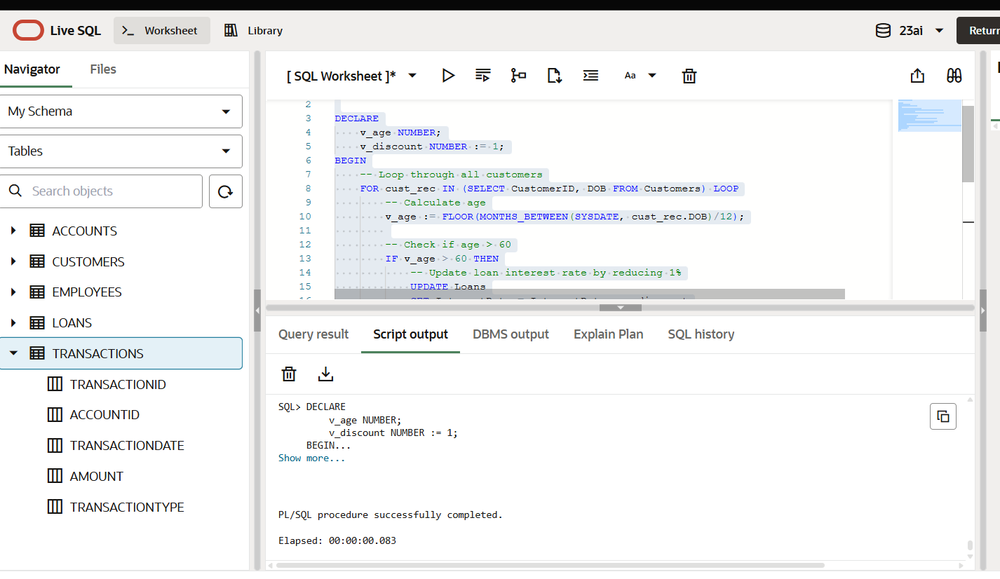 Live SQL
Worksheet
Library
23ai
Return
Navigator
Files
My Schema
Tables
Search objects
ACCOUNTS
CUSTOMERS
EMPLOYEES
LOANS
TRANSACTIONS
TRANSACTIONID
ACCOUNTID
TRANSACTIONDATE
AMOUNT
TRANSACTIONTYPE
[ SQL Worksheet ]*
Aa
2
3 DECLARE
4 v_age NUMBER;
5 v_discount NUMBER := 1;
6 BEGIN
7 -- Loop through all customers
8 FOR cust_rec IN (SELECT CustomerID, DOB FROM Customers) LOOP
9 -- Calculate age
10 v_age := FLOOR(MONTHS_BETWEEN(SYSDATE, cust_rec.DOB)/12);
11
12 -- Check if age > 60
13 IF v_age > 60 THEN
14 -- Update loan interest rate by reducing 1%
15 UPDATE Loans
Query result
Script output
DBMS output
Explain Plan
SQL history
SQL> DECLARE
v_age NUMBER;
v_discount NUMBER := 1;
BEGIN...
Show more...
PL/SQL procedure successfully completed.
Elapsed: 00:00:00.083